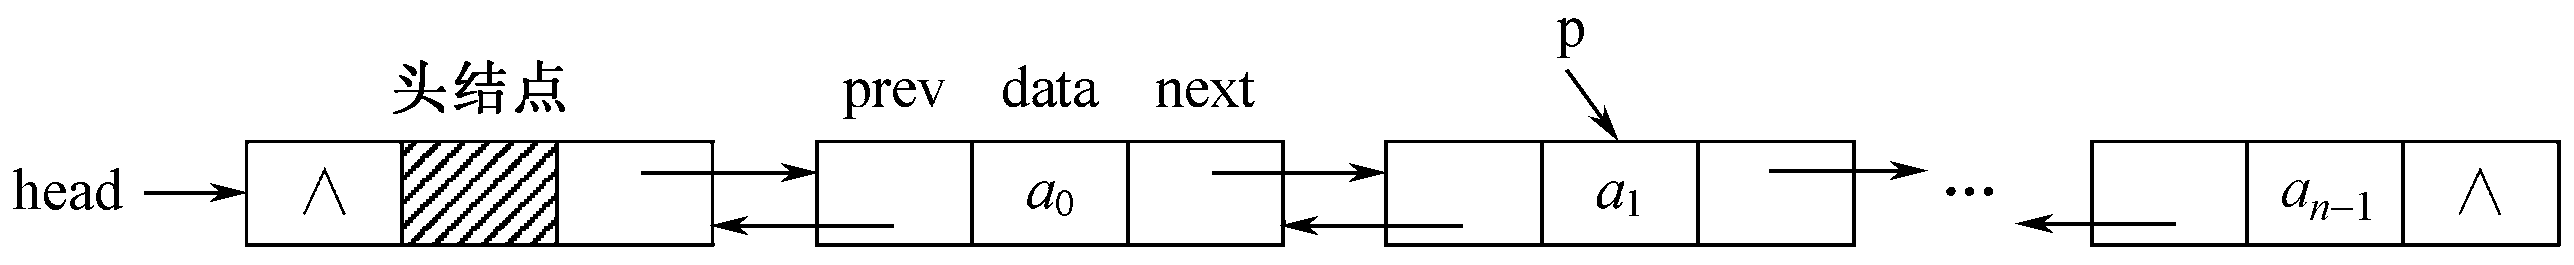 p
头结点 prev data next
head ∧ a₀ a₁ ... aₙ₋₁ ∧